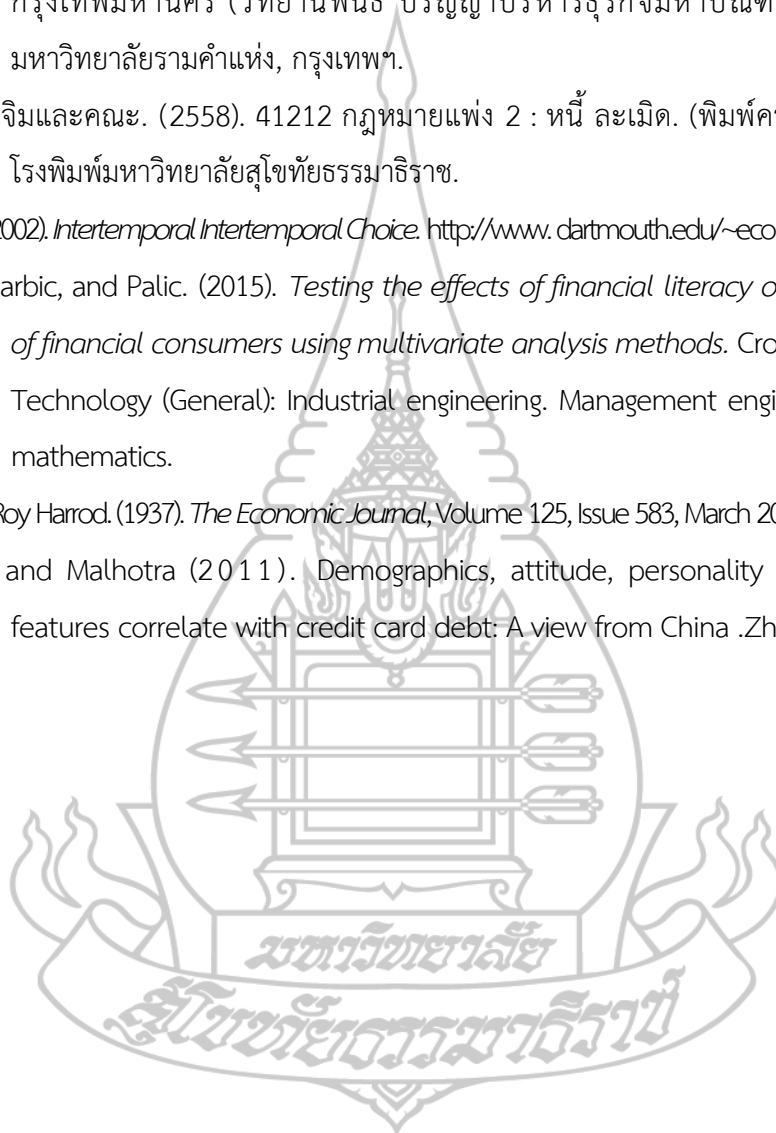 กรุงเทพมหานคร (วิทยานิพนธ์ ปริญญาบริหารธุรกิจมหาบัณฑิต
มหาวิทยาลัยรามคำแหง, กรุงเทพฯ.
จิมและคณะ. (2558). 41212 กฎหมายแพ่ง 2 : หนี้ ละเมิด. (พิมพ์คร
โรงพิมพ์มหาวิทยาลัยสุโขทัยธรรมาธิราช.
2002). Intertemporal Intertemporal Choice. http://www. dartmouth.edu/~eco
arbic, and Palic. (2015). Testing the effects of financial literacy o
of financial consumers using multivariate analysis methods. Cro
Technology (General): Industrial engineering. Management engi
mathematics.
Roy Harrod. (1937). The Economic Journal, Volume 125, Issue 583, March 20
and Malhotra (2011). Demographics, attitude, personality
features correlate with credit card debt: A view from China .Zh
มหาวิทยาลัย
สุโขทัยธรรมาธิราช